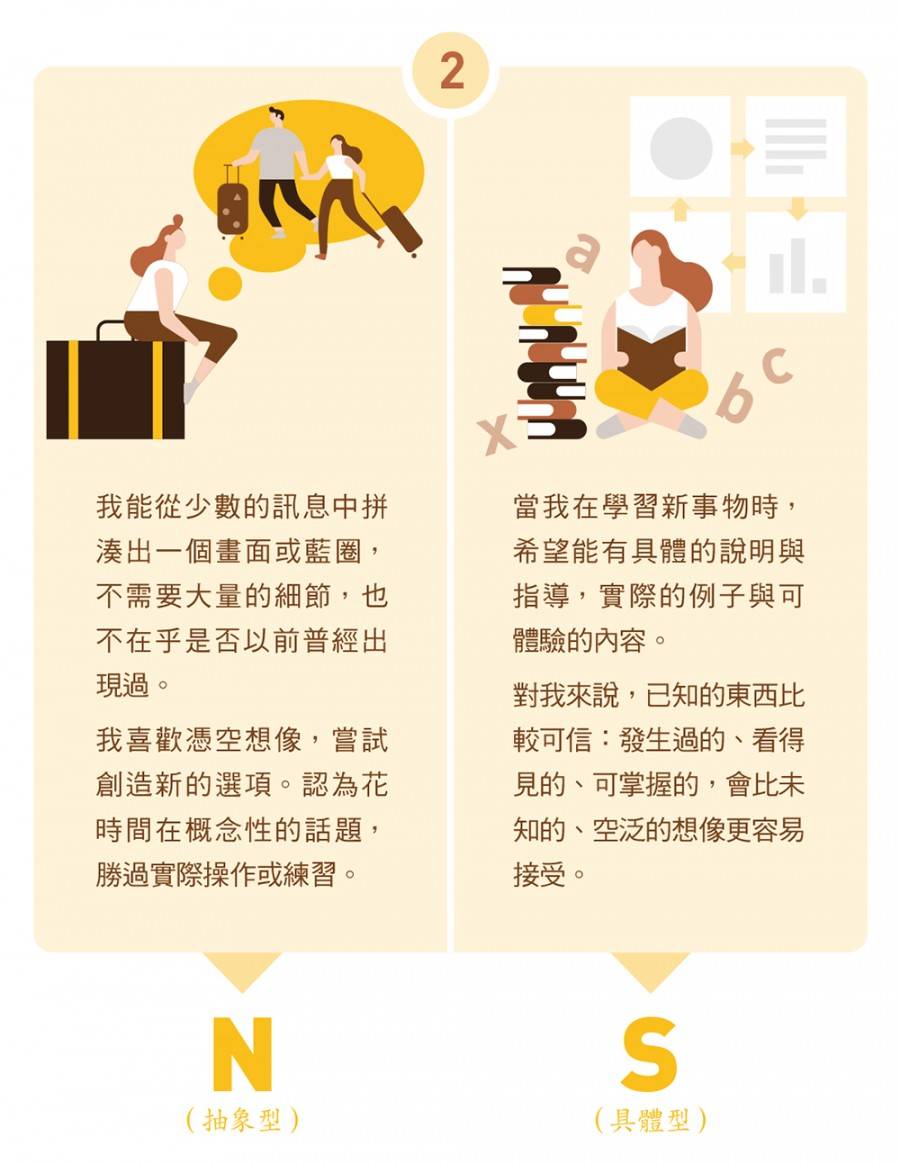 2
a
b
c
x
我能從少數的訊息中拼
湊出一個畫面或藍圈，
不需要大量的細節，也
不在乎是否以前普經出
現過。
我喜歡憑空想像，嘗試
創造新的選項。認為花
時間在概念性的話題，
勝過實際操作或練習。
當我在學習新事物時，
希望能有具體的說明與
指導，實際的例子與可
體驗的內容。
對我來說，已知的東西比
較可信：發生過的、看得
見的、可掌握的，會比未
知的、空泛的想像更容易
接受。
N
（抽象型）
S
（具體型）